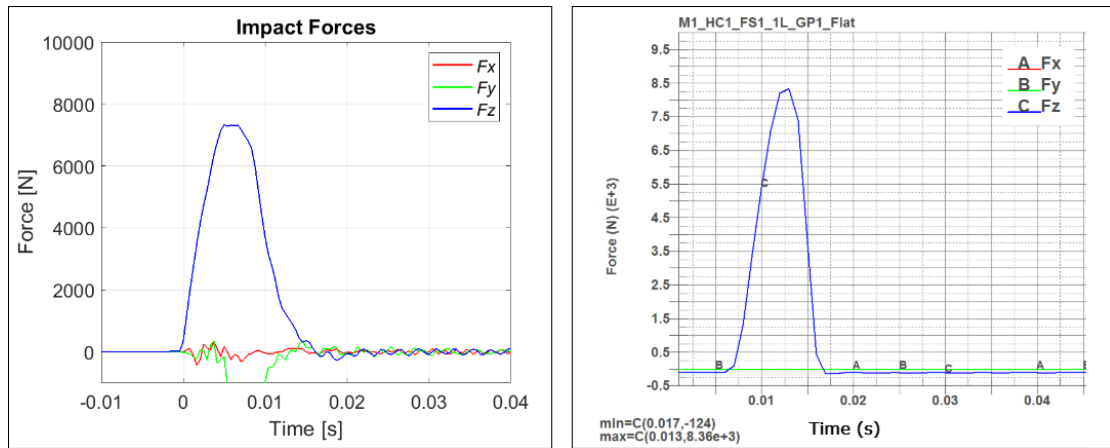 Impact Forces
10000
8000
6000
4000
2000
0
Force [N]
Fx
Fy
Fz
-0.01
0
0.01
0.02
0.03
0.04
Time [s]
M1_HC1_FS1_1L_GP1_Flat
9.5
8.5
7.5
6.5
5.5
4.5
3.5
2.5
1.5
0.5
-0.5
Force (N) (E+3)
A Fx
B Fy
C Fz
C
B
A
B
C
A
0.01
0.02
0.03
0.04
min=C(0.017,-124)
max=C(0.013,8.36e+3)
Time (s)